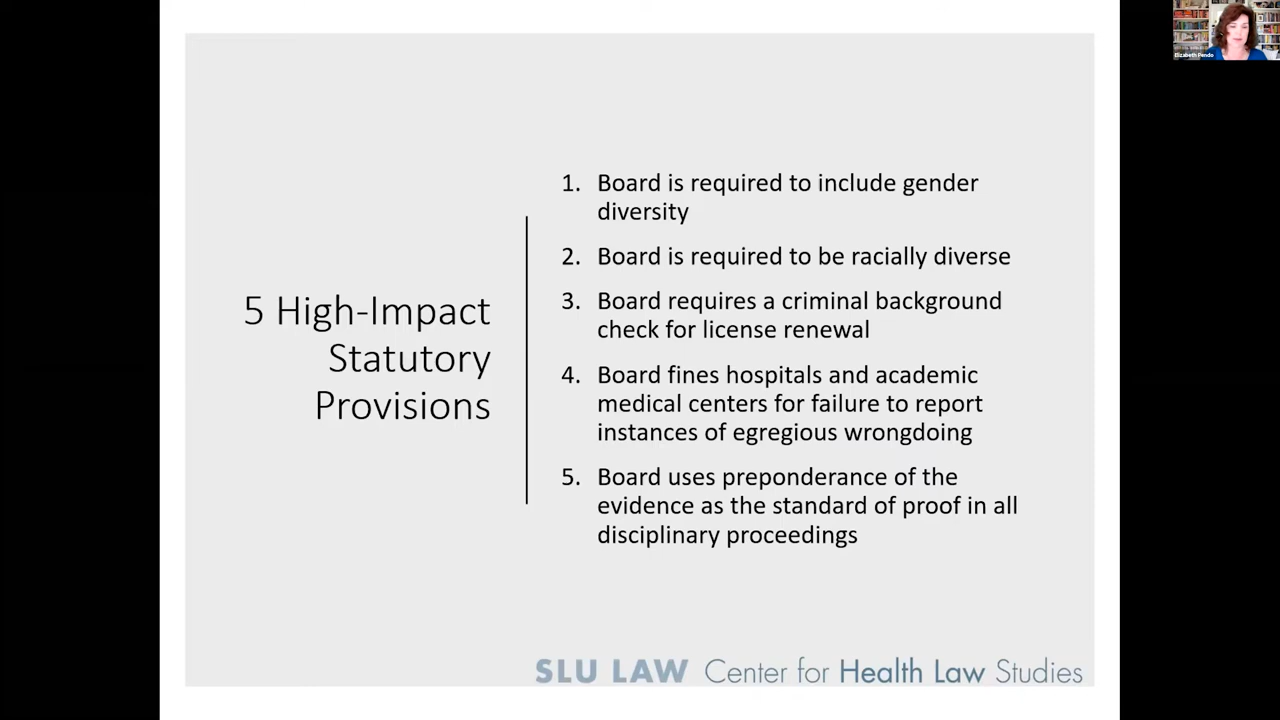 Elizabeth Pendo
5 High-Impact
Statutory
Provisions
1. Board is required to include gender
diversity
2. Board is required to be racially diverse
3. Board requires a criminal background
check for license renewal
4. Board fines hospitals and academic
medical centers for failure to report
instances of egregious wrongdoing
5. Board uses preponderance of the
evidence as the standard of proof in all
disciplinary proceedings
SLU LAW Center for Health Law Studies